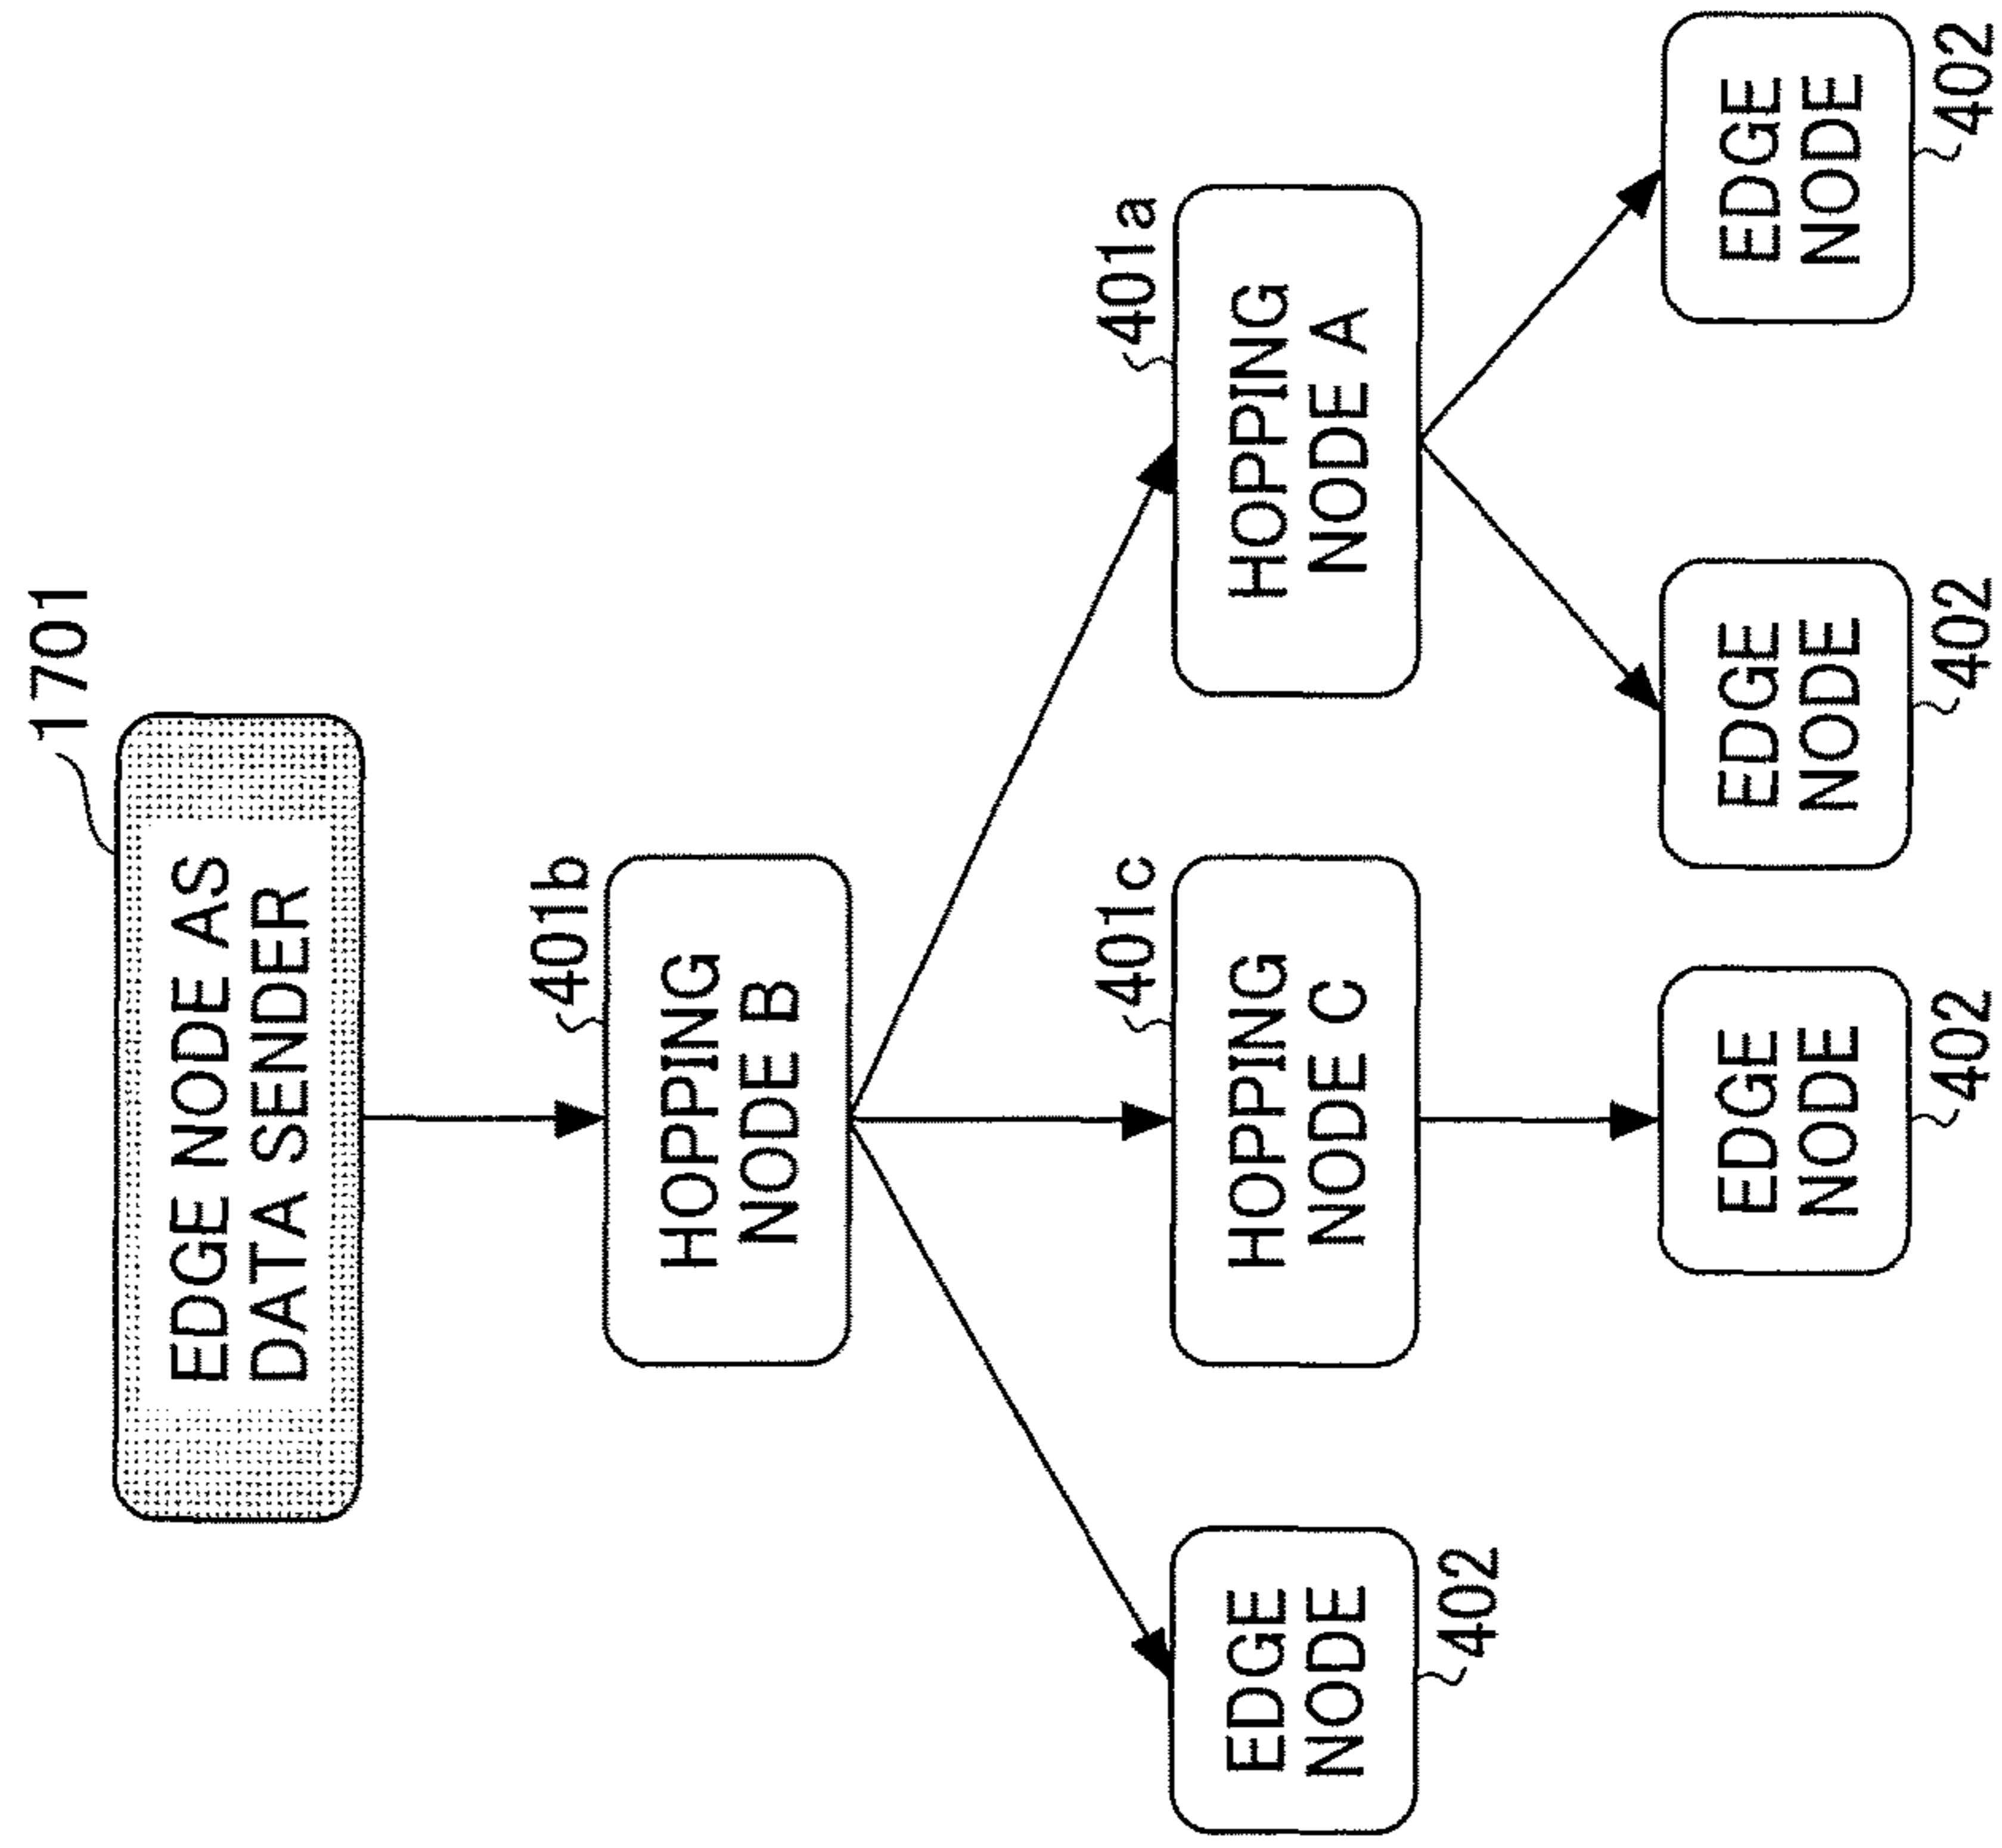 1701
EDGE NODE AS
DATA SENDER
401b
HOPPING
NODE B
401c
HOPPING
NODE C
401a
HOPPING
NODE A
EDGE
NODE
402
EDGE
NODE
402
EDGE
NODE
402
EDGE
NODE
402